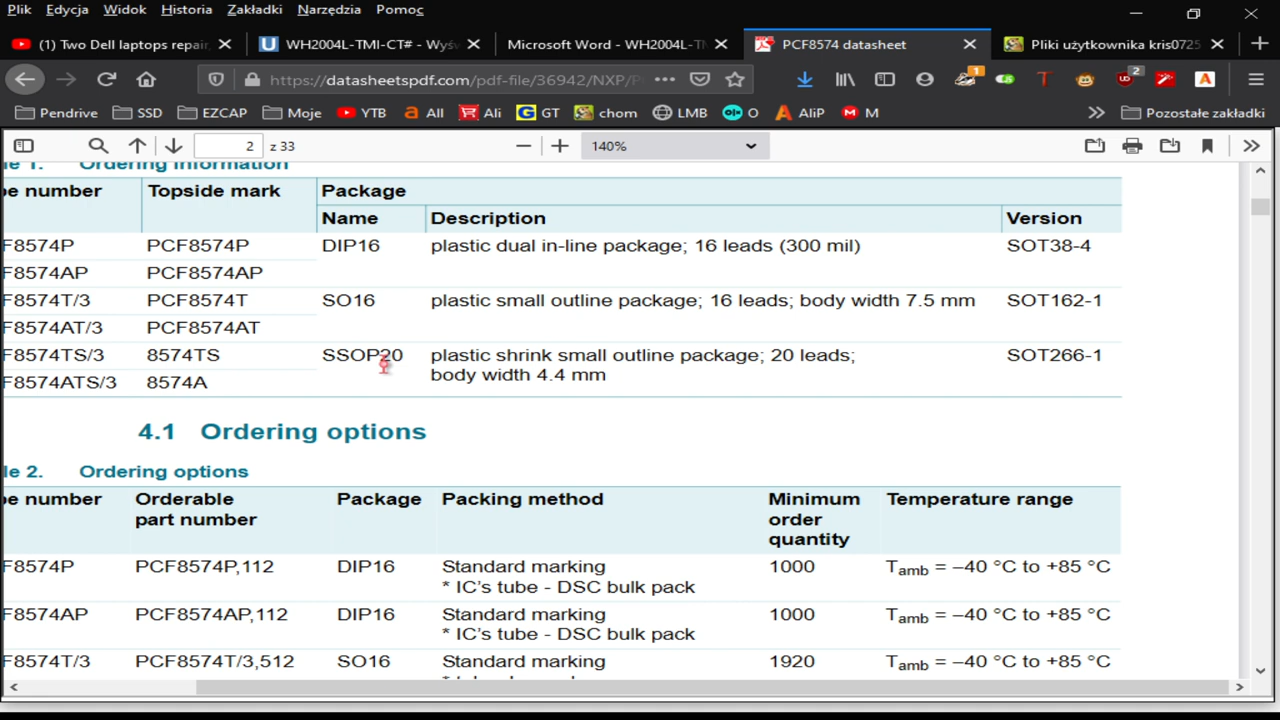 Plik Edycja Widok Historia Zakładki Narzędzia Pomoc
(1) Two Dell laptops repair, WH2004L-TMI-CT# - Wyśw Microsoft Word - WH2004L-T PCF8574 datasheet Pliki użytkownika kris0725
https://datasheetspdf.com/pdf-file/36942/NXP/P 1 T 2 A
Pendrive SSD EZCAP Moje YTB a All Ali G GT chom LMB olx O AliP M M Pozostałe zakładki
2 z 33 140%
le 1. Ordering information
pe number Topside mark Package
Name Description Version
F8574P PCF8574P DIP16 plastic dual in-line package; 16 leads (300 mil) SOT38-4
F8574AP PCF8574AP
F8574T/3 PCF8574T SO16 plastic small outline package; 16 leads; body width 7.5 mm SOT162-1
F8574AT/3 PCF8574AT
F8574TS/3 8574TS SSOP20 plastic shrink small outline package; 20 leads; SOT266-1
body width 4.4 mm
F8574ATS/3 8574A
4.1 Ordering options
le 2. Ordering options
pe number Orderable Package Packing method Minimum Temperature range
part number order
quantity
F8574P PCF8574P,112 DIP16 Standard marking 1000 Tamb = –40 °C to +85 °C
* IC’s tube - DSC bulk pack
F8574AP PCF8574AP,112 DIP16 Standard marking 1000 Tamb = –40 °C to +85 °C
* IC’s tube - DSC bulk pack
F8574T/3 PCF8574T/3,512 SO16 Standard marking 1920 Tamb = –40 °C to +85 °C